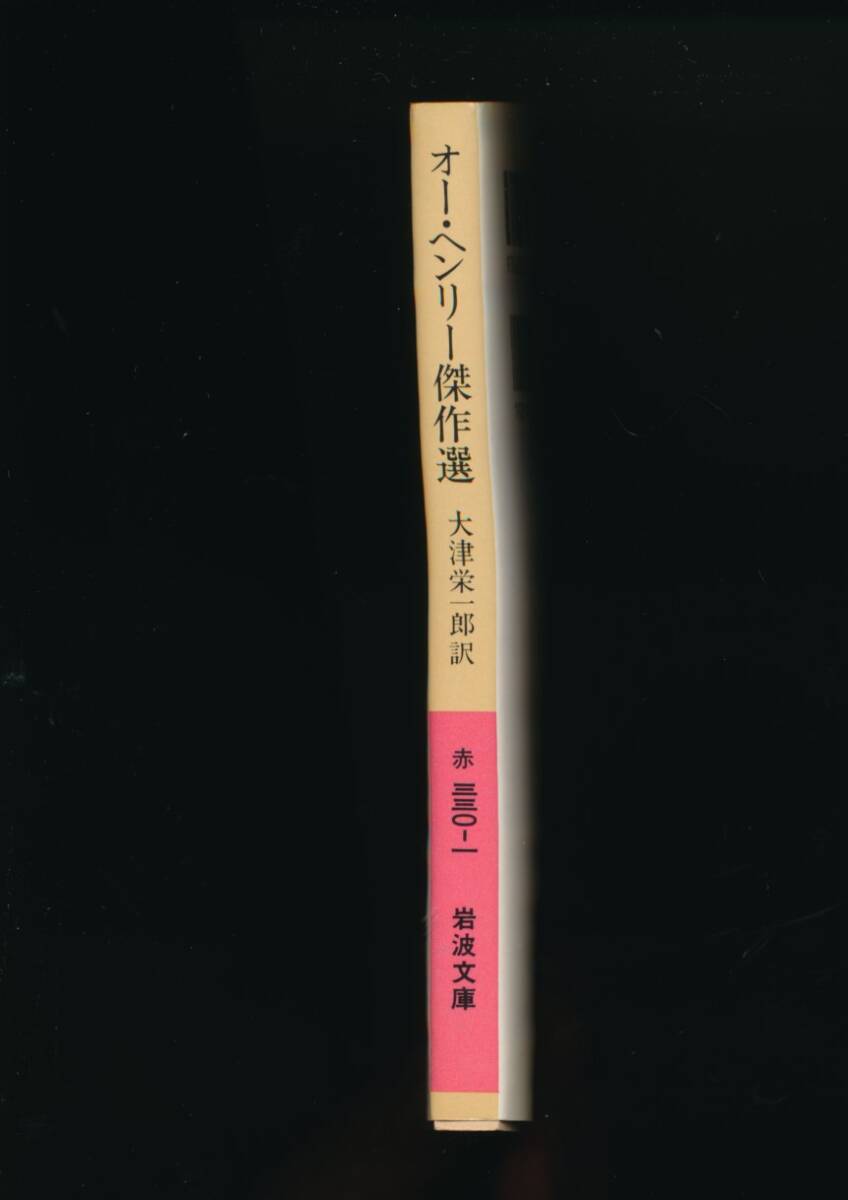 オー・ヘンリー傑作選
大津栄一郎訳
赤 三三〇-一
岩波文庫